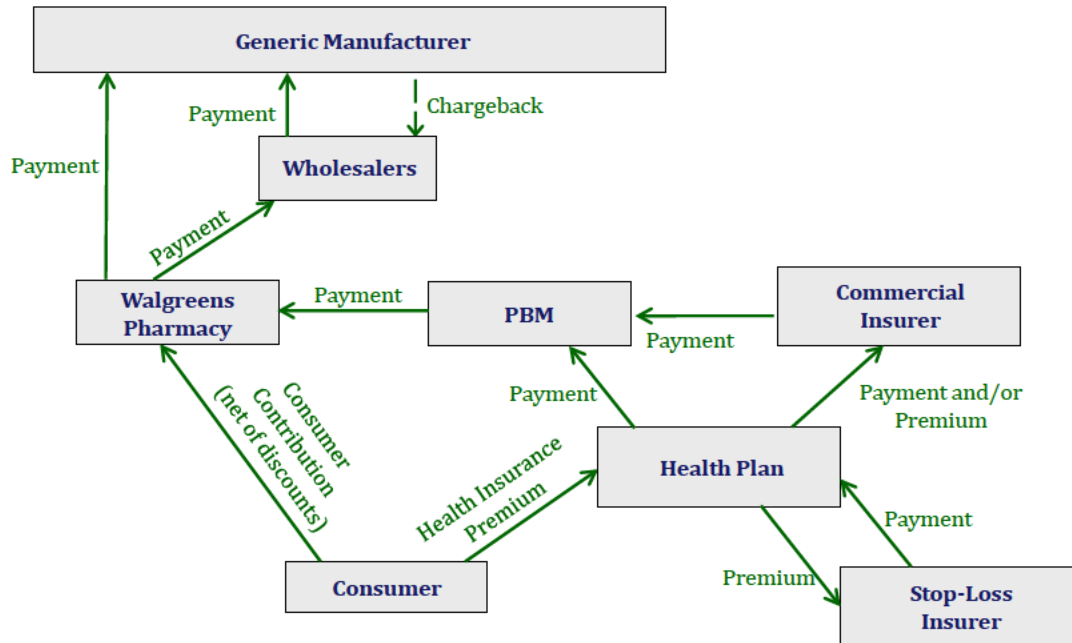 Generic Manufacturer
Payment
Payment
Chargeback
Wholesalers
Payment
Walgreens
Pharmacy
Payment
PBM
Payment
Commercial
Insurer
Consumer
Contribution
(net of discounts)
Payment
Payment and/or
Premium
Health Insurance
Premium
Health Plan
Payment
Premium
Consumer
Stop-Loss
Insurer